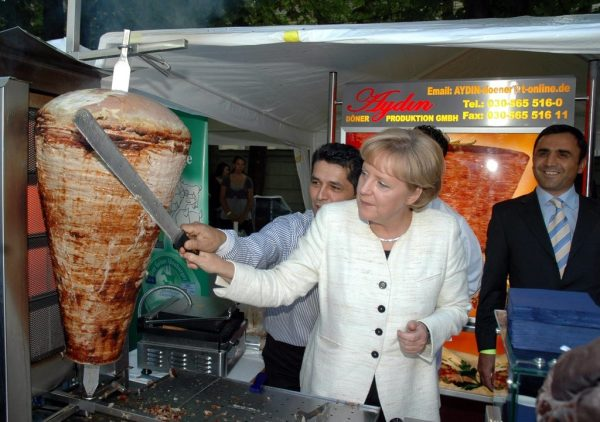 Email: AYDIN-doener@t-online.de
Aydın
DÖNER PRODUKTION GMBH
Tel.: 030-565 516-0
Fax: 030-565 516 11